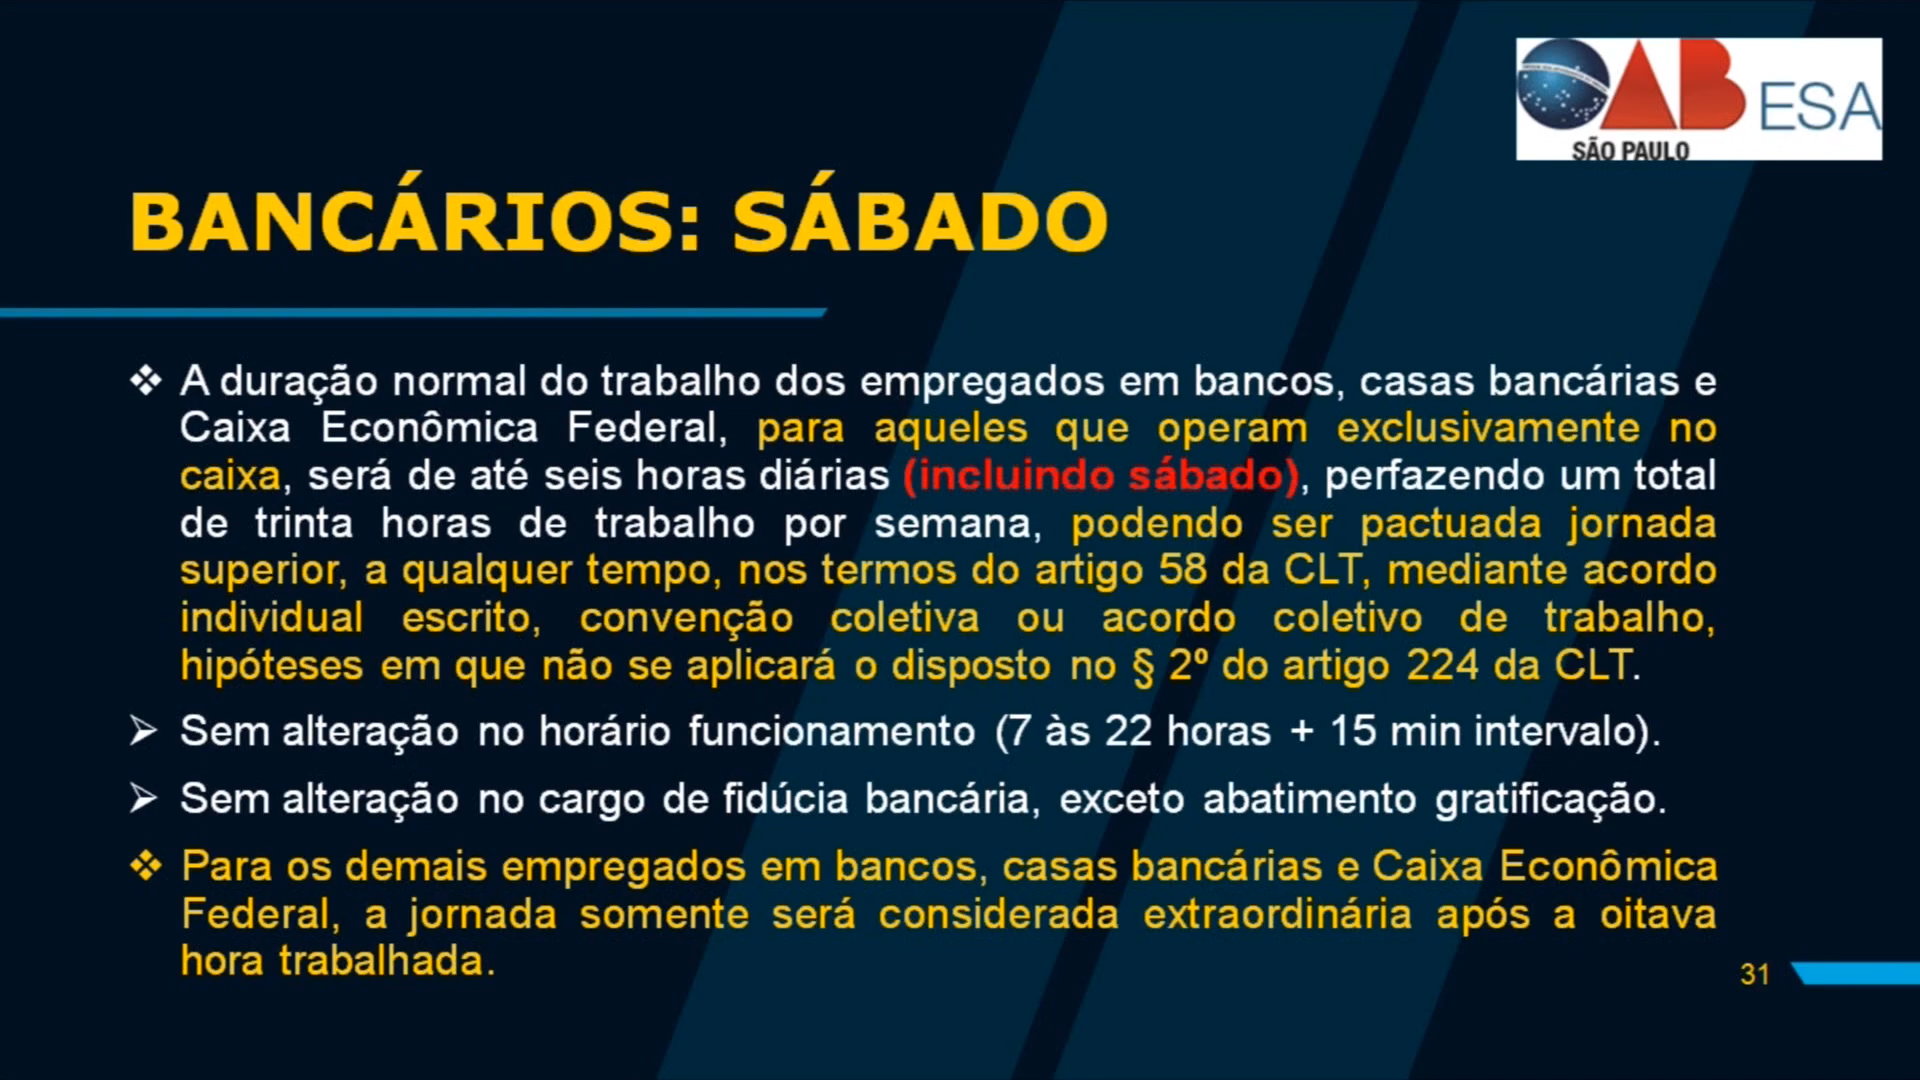 OAB ESA
SÃO PAULO
BANCÁRIOS: SÁBADO
❖ A duração normal do trabalho dos empregados em bancos, casas bancárias e
Caixa Econômica Federal, para aqueles que operam exclusivamente no
caixa, será de até seis horas diárias (incluindo sábado), perfazendo um total
de trinta horas de trabalho por semana, podendo ser pactuada jornada
superior, a qualquer tempo, nos termos do artigo 58 da CLT, mediante acordo
individual escrito, convenção coletiva ou acordo coletivo de trabalho,
hipóteses em que não se aplicará o disposto no § 2º do artigo 224 da CLT.
➢ Sem alteração no horário funcionamento (7 às 22 horas + 15 min intervalo).
➢ Sem alteração no cargo de fidúcia bancária, exceto abatimento gratificação.
❖ Para os demais empregados em bancos, casas bancárias e Caixa Econômica
Federal, a jornada somente será considerada extraordinária após a oitava
hora trabalhada.
31